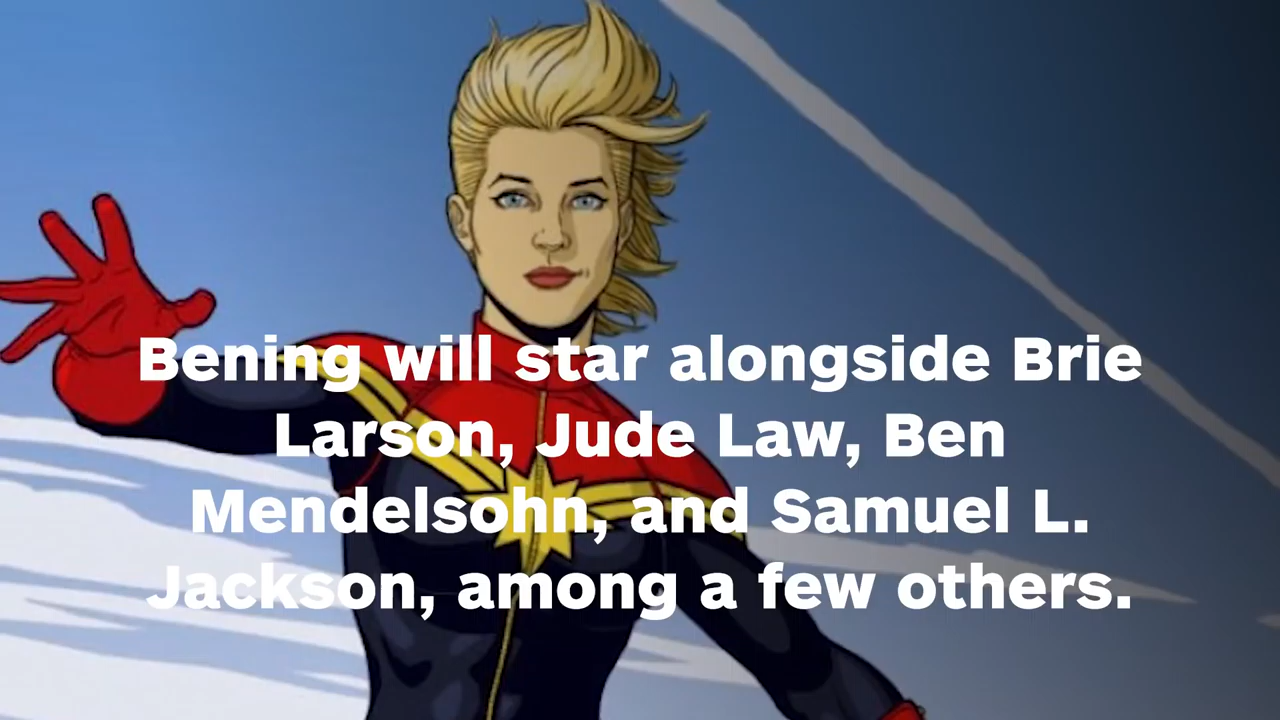 Bening will star alongside Brie
Larson, Jude Law, Ben
Mendelsohn, and Samuel L.
Jackson, among a few others.